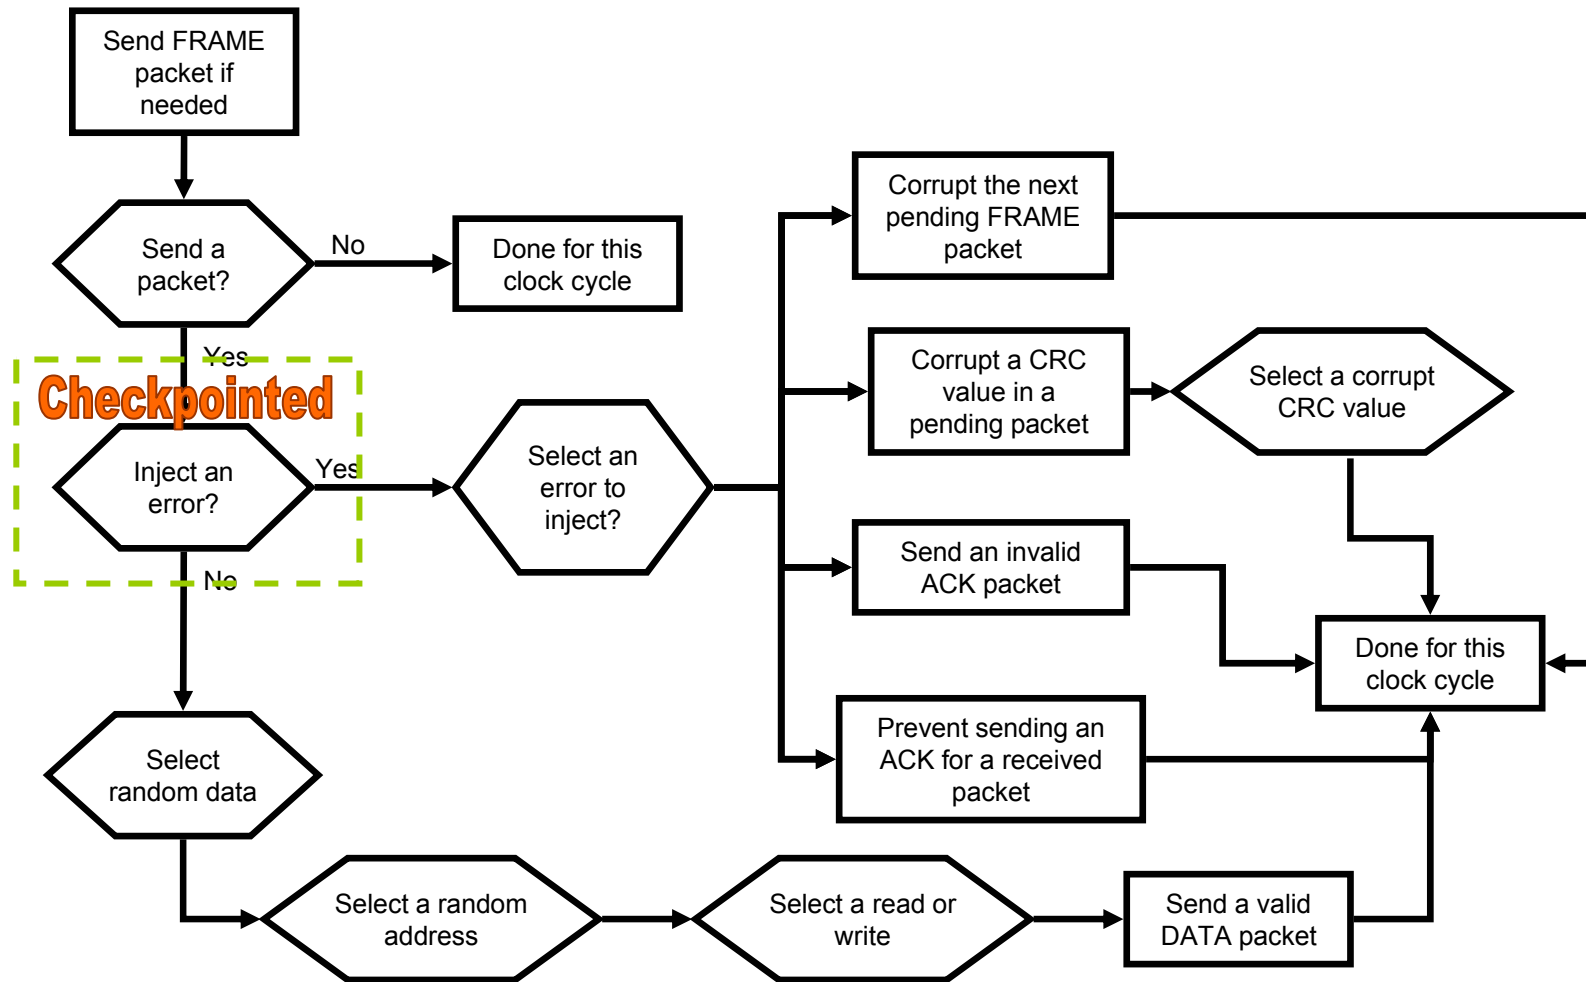 Send FRAME
packet if
needed
Send a
packet?
No
Done for this
clock cycle
Yes
Checkpointed
Inject an
error?
Yes
No
Select an
error to
inject?
Corrupt the next
pending FRAME
packet
Corrupt a CRC
value in a
pending packet
Select a corrupt
CRC value
Send an invalid
ACK packet
Done for this
clock cycle
Prevent sending an
ACK for a received
packet
Select
random data
Select a random
address
Select a read or
write
Send a valid
DATA packet